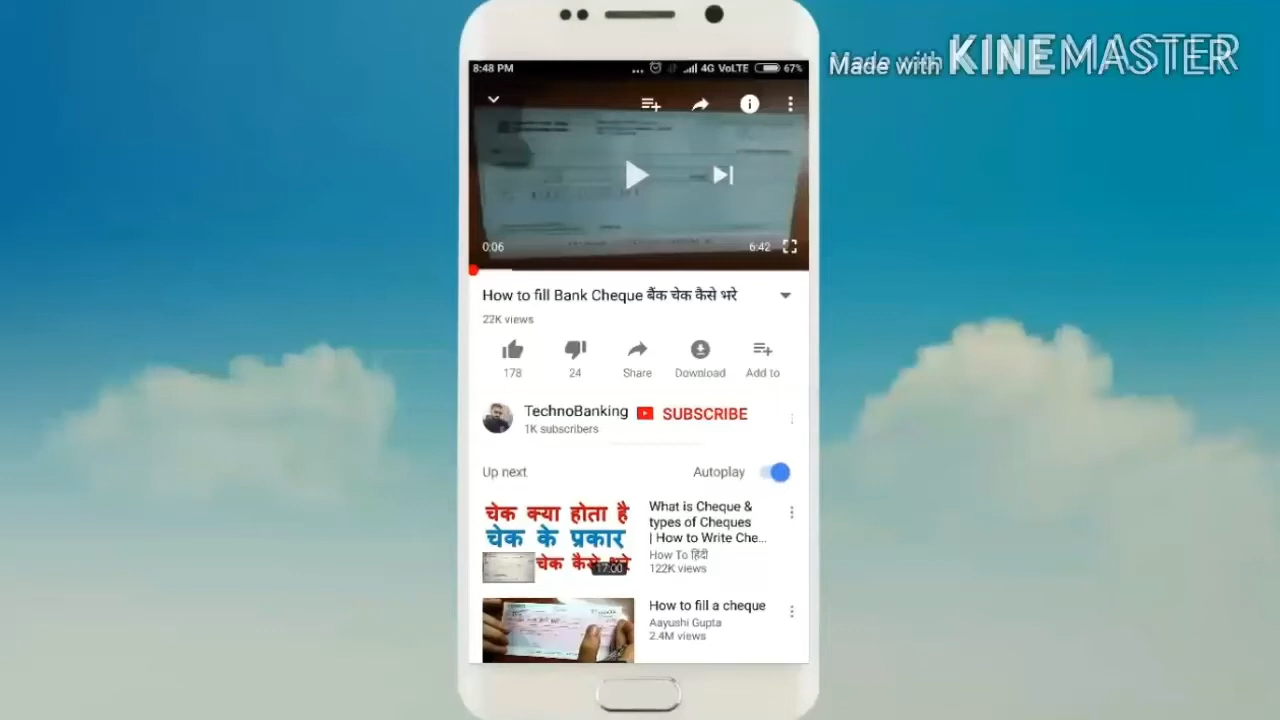 Made with KINEMASTER
8:48 PM ... 4G VoLTE 67%
0:06 6:42
How to fill Bank Cheque बैंक चेक कैसे भरे
22K views
178 24 Share Download Add to
TechnoBanking SUBSCRIBE
1K subscribers
Up next Autoplay
चेक क्या होता है
चेक के प्रकार
चेक कैसे भरे
17:00
What is Cheque &
types of Cheques
| How to Write Che...
How To हिंदी
122K views
How to fill a cheque
Aayushi Gupta
2.4M views